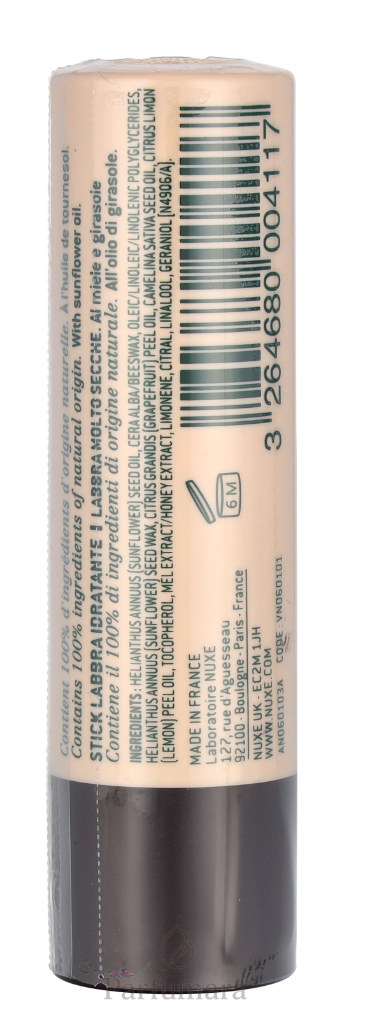 Contient 100% d'ingrédients d'origine naturelle. À l'huile de tournesol.
Contains 100% ingredients of natural origin. With sunflower oil.
STICK LABBRA IDRATANTE | LABBRA MOLTO SECCHE. Al miele e girasole
Contiene il 100% di ingredienti di origine naturale. All'olio di girasole.
INGREDIENTS: HELIANTHUS ANNUUS (SUNFLOWER) SEED OIL, CERA ALBA/BEESWAX, OLEIC/LINOLEIC/LINOLENIC POLYGLYCERIDES,
HELIANTHUS ANNUUS (SUNFLOWER) SEED WAX, CITRUS GRANDIS (GRAPEFRUIT) PEEL OIL, CAMELINA SATIVA SEED OIL, CITRUS LIMON
(LEMON) PEEL OIL, TOCOPHEROL, MEL EXTRACT/HONEY EXTRACT, LIMONENE, CITRAL, LINALOOL, GERANIOL [N4906/A].
MADE IN FRANCE
Laboratoire NUXE
127, rue d'Aguesseau
92100 - Boulogne - Paris - France
NUXE UK - EC2M 1JH
WWW.NUXE.COM
AN060103A CODE : VN060101
6 M
3 264680 004117
Parfumara